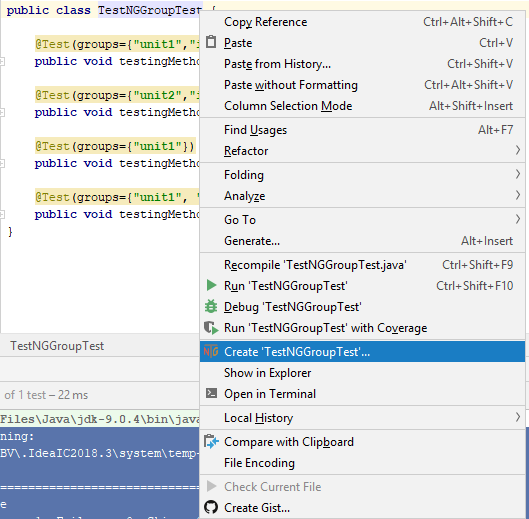 public class TestNGGroupTest {
@Test(groups={"unit1","i
public void testingMetho
@Test(groups={"unit2","i
public void testingMetho
@Test(groups={"unit1"})
public void testingMetho
@Test(groups={"unit1", "
public void testingMetho
}
TestNGGroupTest
of 1 test – 22 ms
Files\Java\jdk-9.0.4\bin\java
ning:
BV\.IdeaIC2018.3\system\temp-
===============================
e
Copy Reference Ctrl+Alt+Shift+C
Paste Ctrl+V
Paste from History... Ctrl+Shift+V
Paste without Formatting Ctrl+Alt+Shift+V
Column Selection Mode Alt+Shift+Insert
Find Usages Alt+F7
Refactor
Folding
Analyze
Go To
Generate... Alt+Insert
Recompile 'TestNGGroupTest.java' Ctrl+Shift+F9
Run 'TestNGGroupTest' Ctrl+Shift+F10
Debug 'TestNGGroupTest'
Run 'TestNGGroupTest' with Coverage
Create 'TestNGGroupTest'...
Show in Explorer
Open in Terminal
Local History
Compare with Clipboard
File Encoding
Check Current File
Create Gist...